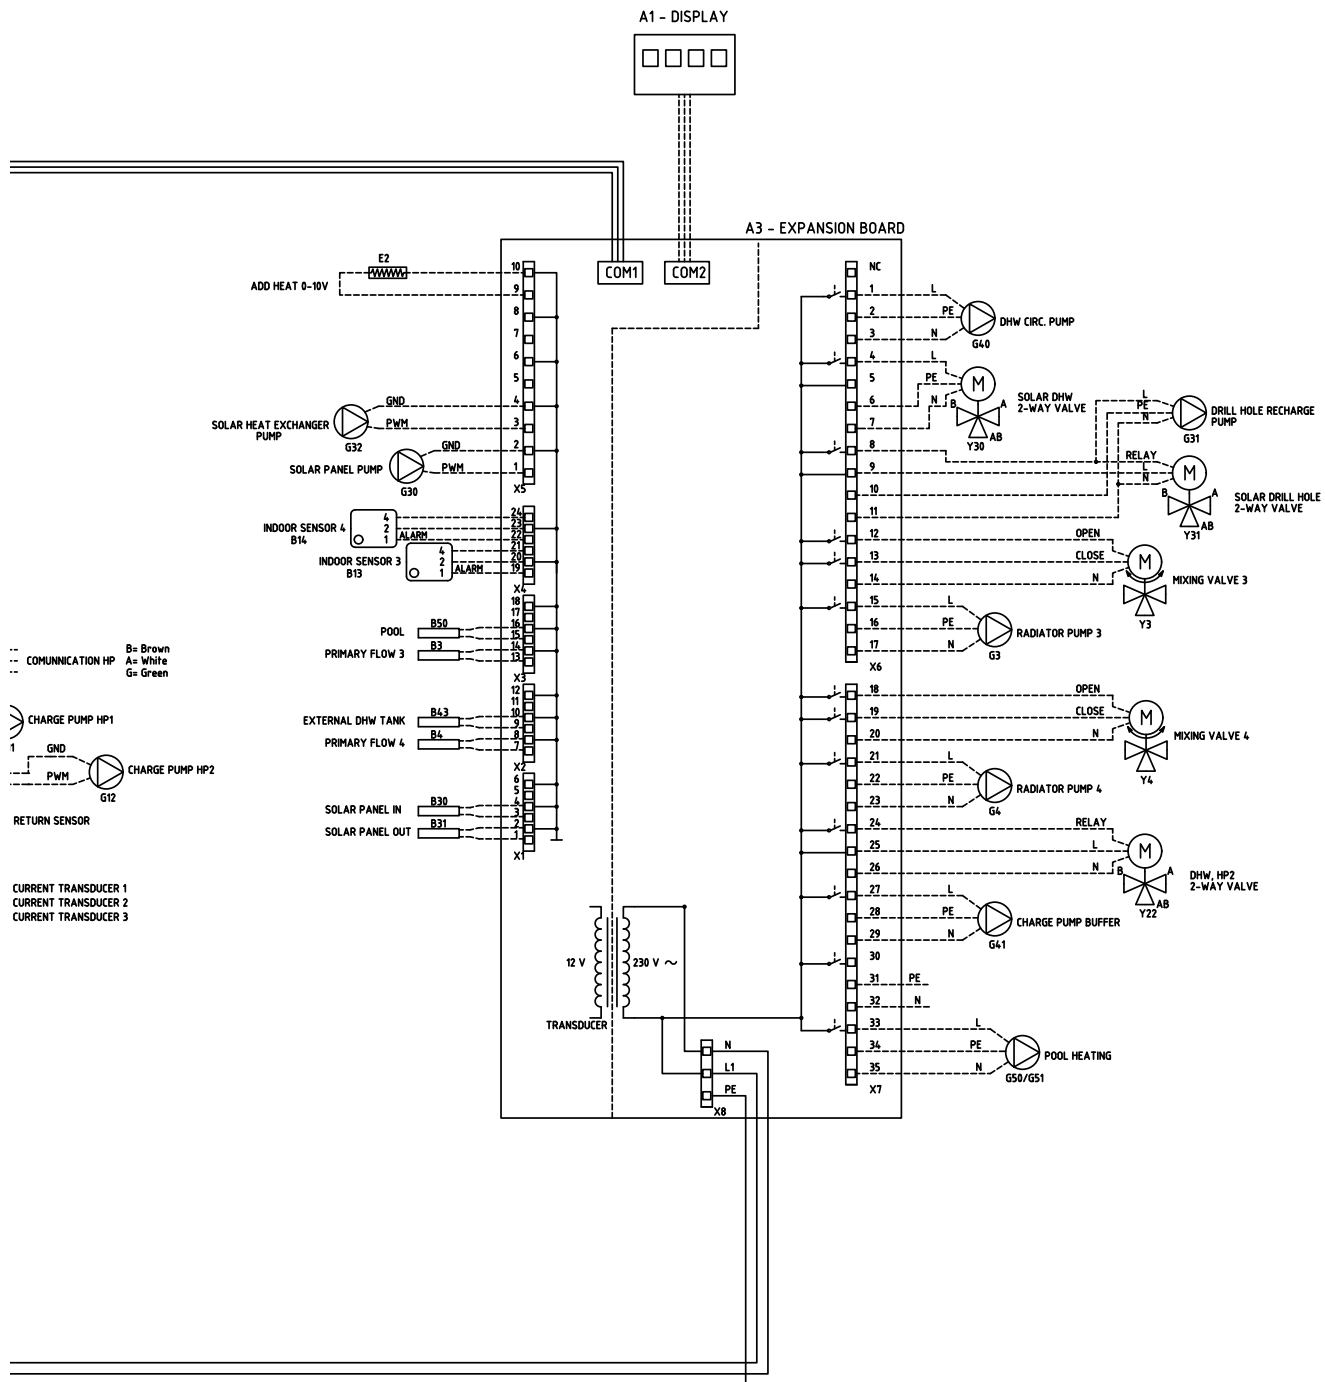 A1 - DISPLAY
A3 - EXPANSION BOARD
COM1
COM2
E2
ADD HEAT 0-10V
10
9
8
7
6
5
4
3
2
1
X5
GND
PWM
SOLAR HEAT EXCHANGER
PUMP
G32
GND
PWM
SOLAR PANEL PUMP
G30
INDOOR SENSOR 4
B14
4
2
1
ALARM
INDOOR SENSOR 3
B13
4
2
1
ALARM
24
23
22
21
20
19
X4
18
17
16
15
14
13
X3
POOL
B50
PRIMARY FLOW 3
B3
12
11
10
9
8
7
X2
EXTERNAL DHW TANK
B43
PRIMARY FLOW 4
B4
6
5
4
3
2
1
X1
SOLAR PANEL IN
B30
SOLAR PANEL OUT
B31
COMUNNICATION HP
B= Brown
A= White
G= Green
CHARGE PUMP HP1
1
GND
PWM
CHARGE PUMP HP2
G12
RETURN SENSOR
CURRENT TRANSDUCER 1
CURRENT TRANSDUCER 2
CURRENT TRANSDUCER 3
12 V
230 V ~
TRANSDUCER
N
L1
PE
X8
NC
1
2
3
4
5
6
7
8
9
10
11
12
13
14
15
16
17
X6
18
19
20
21
22
23
24
25
26
27
28
29
30
31
32
33
34
35
X7
L
PE
N
DHW CIRC. PUMP
G40
L
PE
N
M
B
A
AB
Y30
SOLAR DHW
2-WAY VALVE
L
PE
N
DRILL HOLE RECHARGE
PUMP
G31
RELAY
L
N
M
B
A
AB
Y31
SOLAR DRILL HOLE
2-WAY VALVE
OPEN
CLOSE
N
M
MIXING VALVE 3
Y3
L
PE
N
RADIATOR PUMP 3
G3
OPEN
CLOSE
N
M
MIXING VALVE 4
Y4
L
PE
N
RADIATOR PUMP 4
G4
RELAY
L
N
M
B
A
AB
Y22
DHW, HP2
2-WAY VALVE
L
PE
N
CHARGE PUMP BUFFER
G41
PE
N
L
PE
N
POOL HEATING
G50/G51